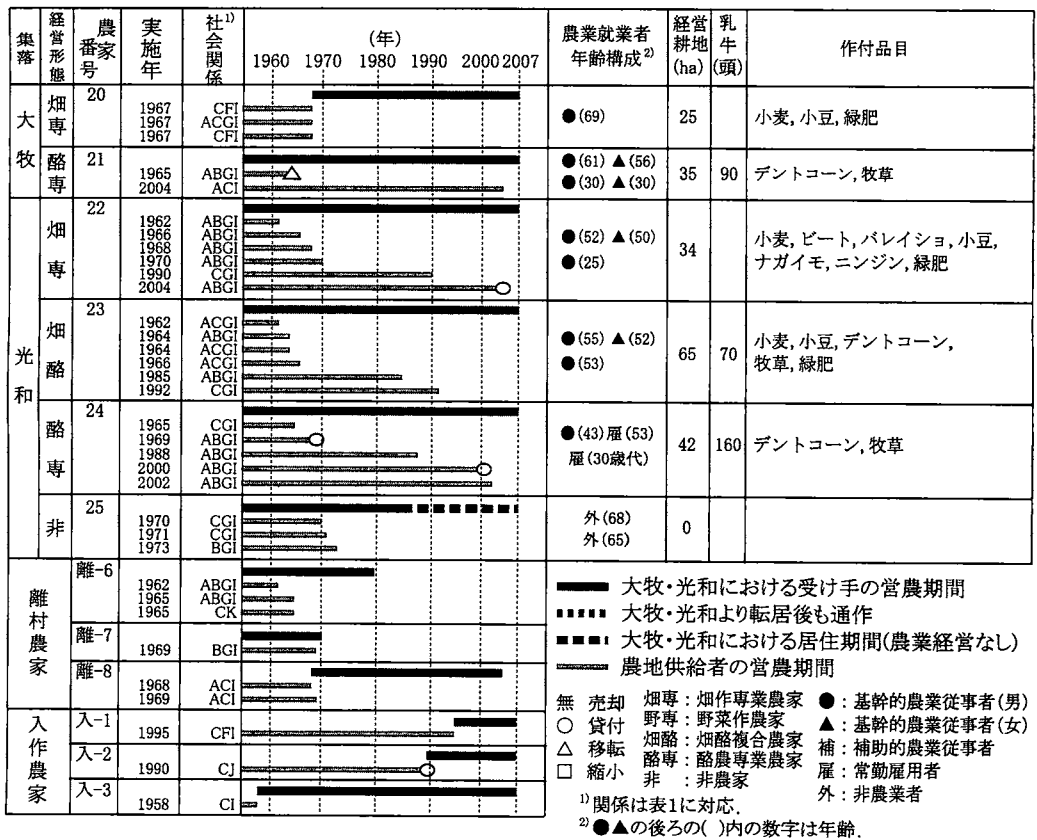 集落 経営形態 農家番号 実施年 社会関係1) (年) 農業就業者年齢構成2) 経営耕地(ha) 乳牛(頭) 作付品目
1960 1970 1980 1990 2000 2007
大牧
畑専 20 ●(69) 25 小麦, 小豆, 緑肥
1967 CFI
1967 ACGI
1967 CFI
酪専 21 ●(61) ▲(56) 35 90 デントコーン, 牧草
1965 ABGI ●(30) ▲(30)
2004 ACI
光和
畑専 22 ●(52) ▲(50) 34 小麦, ビート, バレイショ, 小豆,
●(25) ナガイモ, ニンジン, 緑肥
1962 ABGI
1966 ABGI
1968 ABGI
1970 ABGI
1990 CGI
2004 ABGI
畑酪 23 ●(55) ▲(52) 65 70 小麦, 小豆, デントコーン,
●(53) 牧草, 緑肥
1962 ACGI
1964 ABGI
1964 ACGI
1966 ACGI
1985 ABGI
1992 CGI
酪専 24 ●(43) 雇(53) 42 160 デントコーン, 牧草
雇(30歳代)
1965 CGI
1969 ABGI
1988 ABGI
2000 ABGI
2002 ABGI
非 25 外(68) 0
外(65)
1970 CGI
1971 CGI
1973 BGI
離村農家
離-6
1962 ABGI
1965 ABGI
1965 CK
離-7
1969 BGI
離-8
1968 ACI
1969 ACI
入作農家
入-1
1995 CFI
入-2
1990 CJ
入-3
1958 CI
大牧・光和における受け手の営農期間
大牧・光和より転居後も通作
大牧・光和における居住期間(農業経営なし)
農地供給者の営農期間
無 売却 畑専:畑作専業農家 ●:基幹的農業従事者(男)
○ 貸付 野専:野菜作農家 ▲:基幹的農業従事者(女)
△ 移転 畑酪:畑酪複合農家 補:補助的農業従事者
□ 縮小 酪専:酪農専業農家 雇:常勤雇用者
非:非農家 外:非農業者
1)関係は表1に対応.
2)●▲の後ろの( )内の数字は年齢.